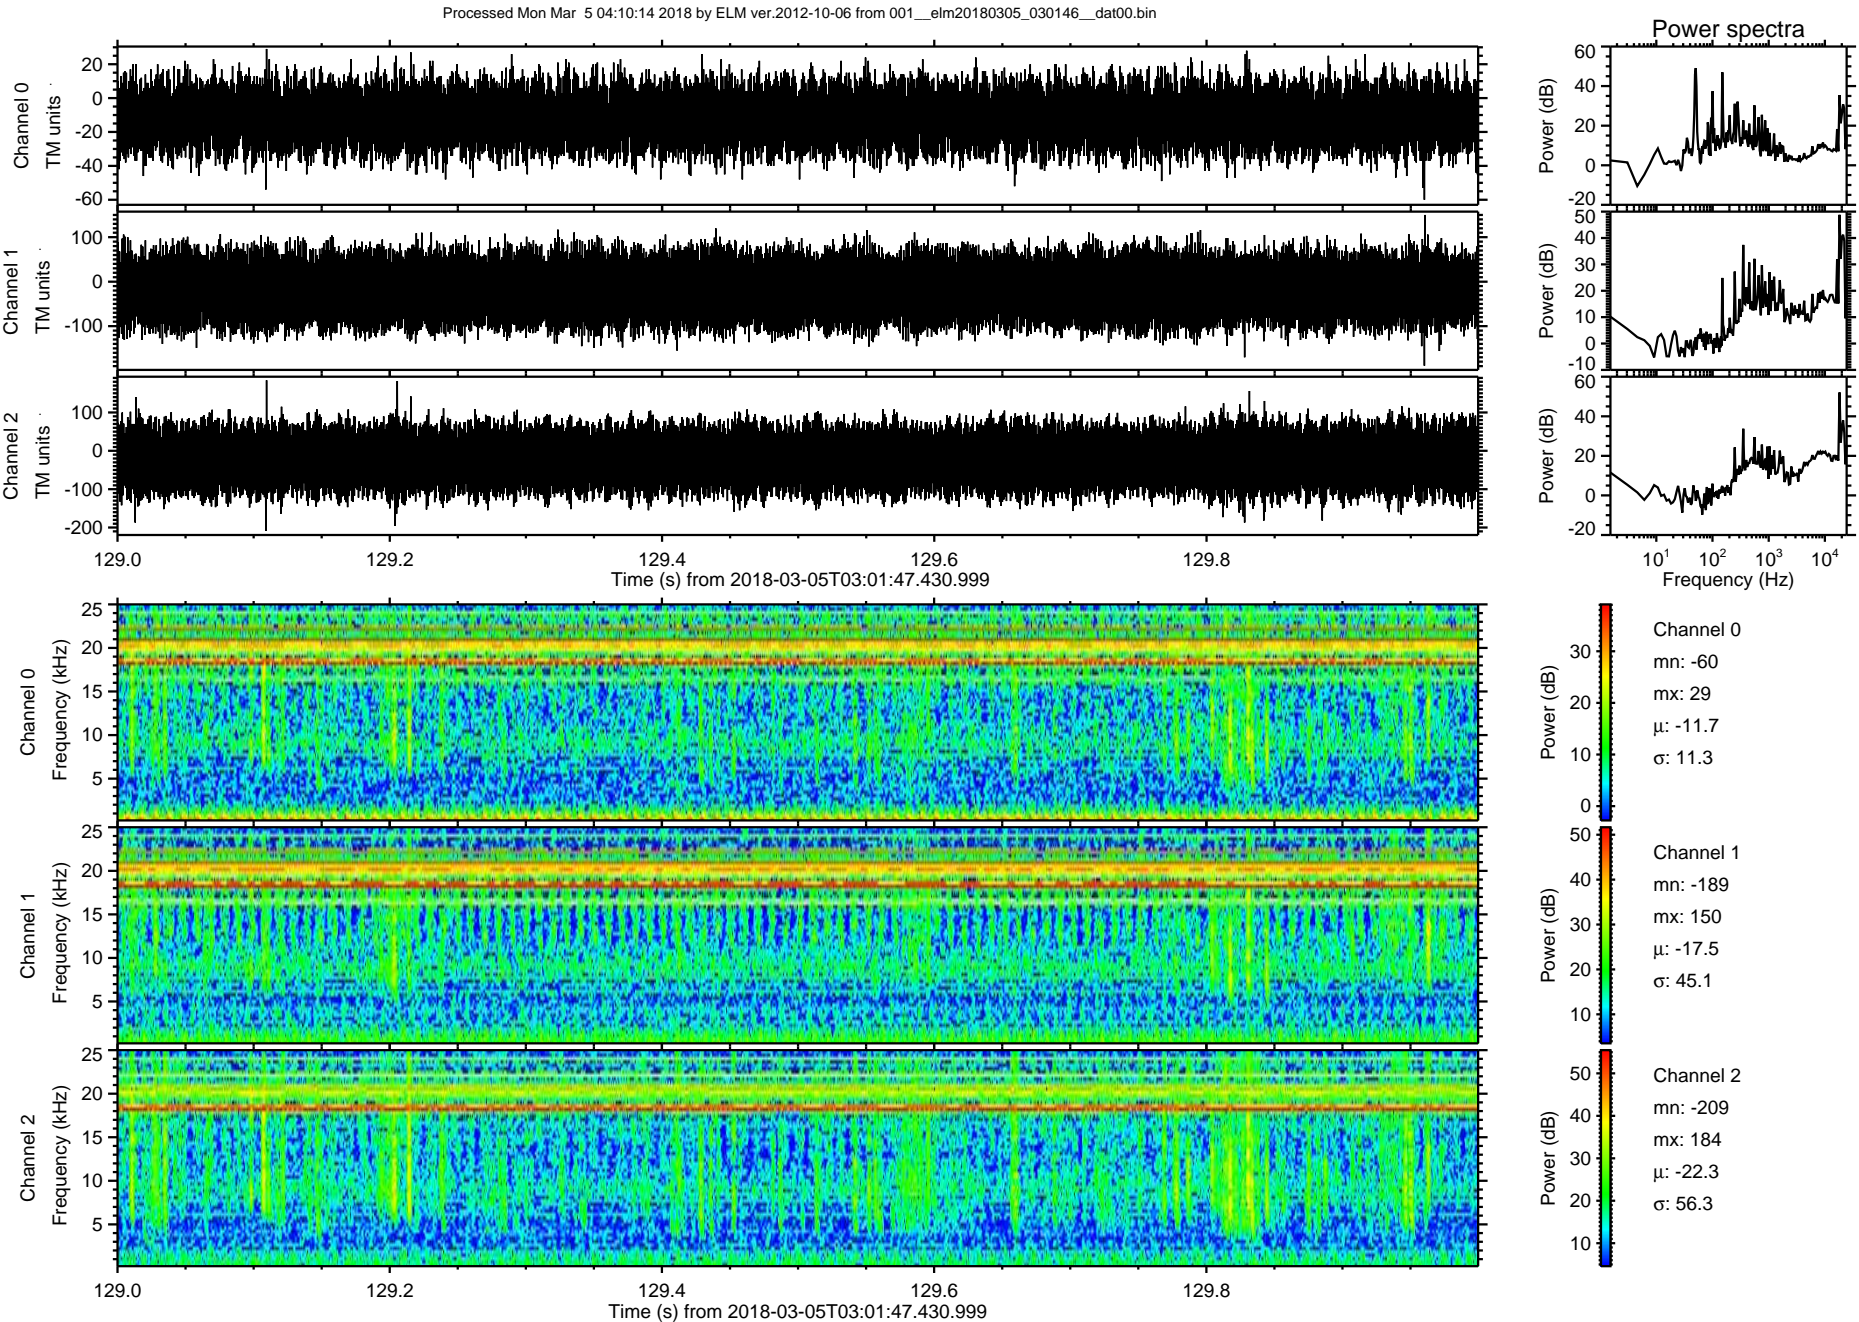 Processed Mon Mar  5 04:10:14 2018 by ELM ver.2012-10-06 from 001__elm20180305_030146__dat00.bin
Power spectra
Channel 0
TM units
20
0
-20
-40
-60
Power (dB)
60
40
20
0
-20
Channel 1
TM units
100
0
-100
Power (dB)
50
40
30
20
10
0
-10
Channel 2
TM units
100
0
-100
-200
Power (dB)
60
40
20
0
-20
129.0 129.2 129.4 129.6 129.8
Time (s) from 2018-03-05T03:01:47.430.999
10^1 10^2 10^3 10^4
Frequency (Hz)
Channel 0
Frequency (kHz)
25
20
15
10
5
Power (dB)
30
20
10
0
Channel 0
mn: -60
mx: 29
μ: -11.7
σ: 11.3
Channel 1
Frequency (kHz)
25
20
15
10
5
Power (dB)
50
40
30
20
10
Channel 1
mn: -189
mx: 150
μ: -17.5
σ: 45.1
Channel 2
Frequency (kHz)
25
20
15
10
5
Power (dB)
50
40
30
20
10
Channel 2
mn: -209
mx: 184
μ: -22.3
σ: 56.3
129.0 129.2 129.4 129.6 129.8
Time (s) from 2018-03-05T03:01:47.430.999